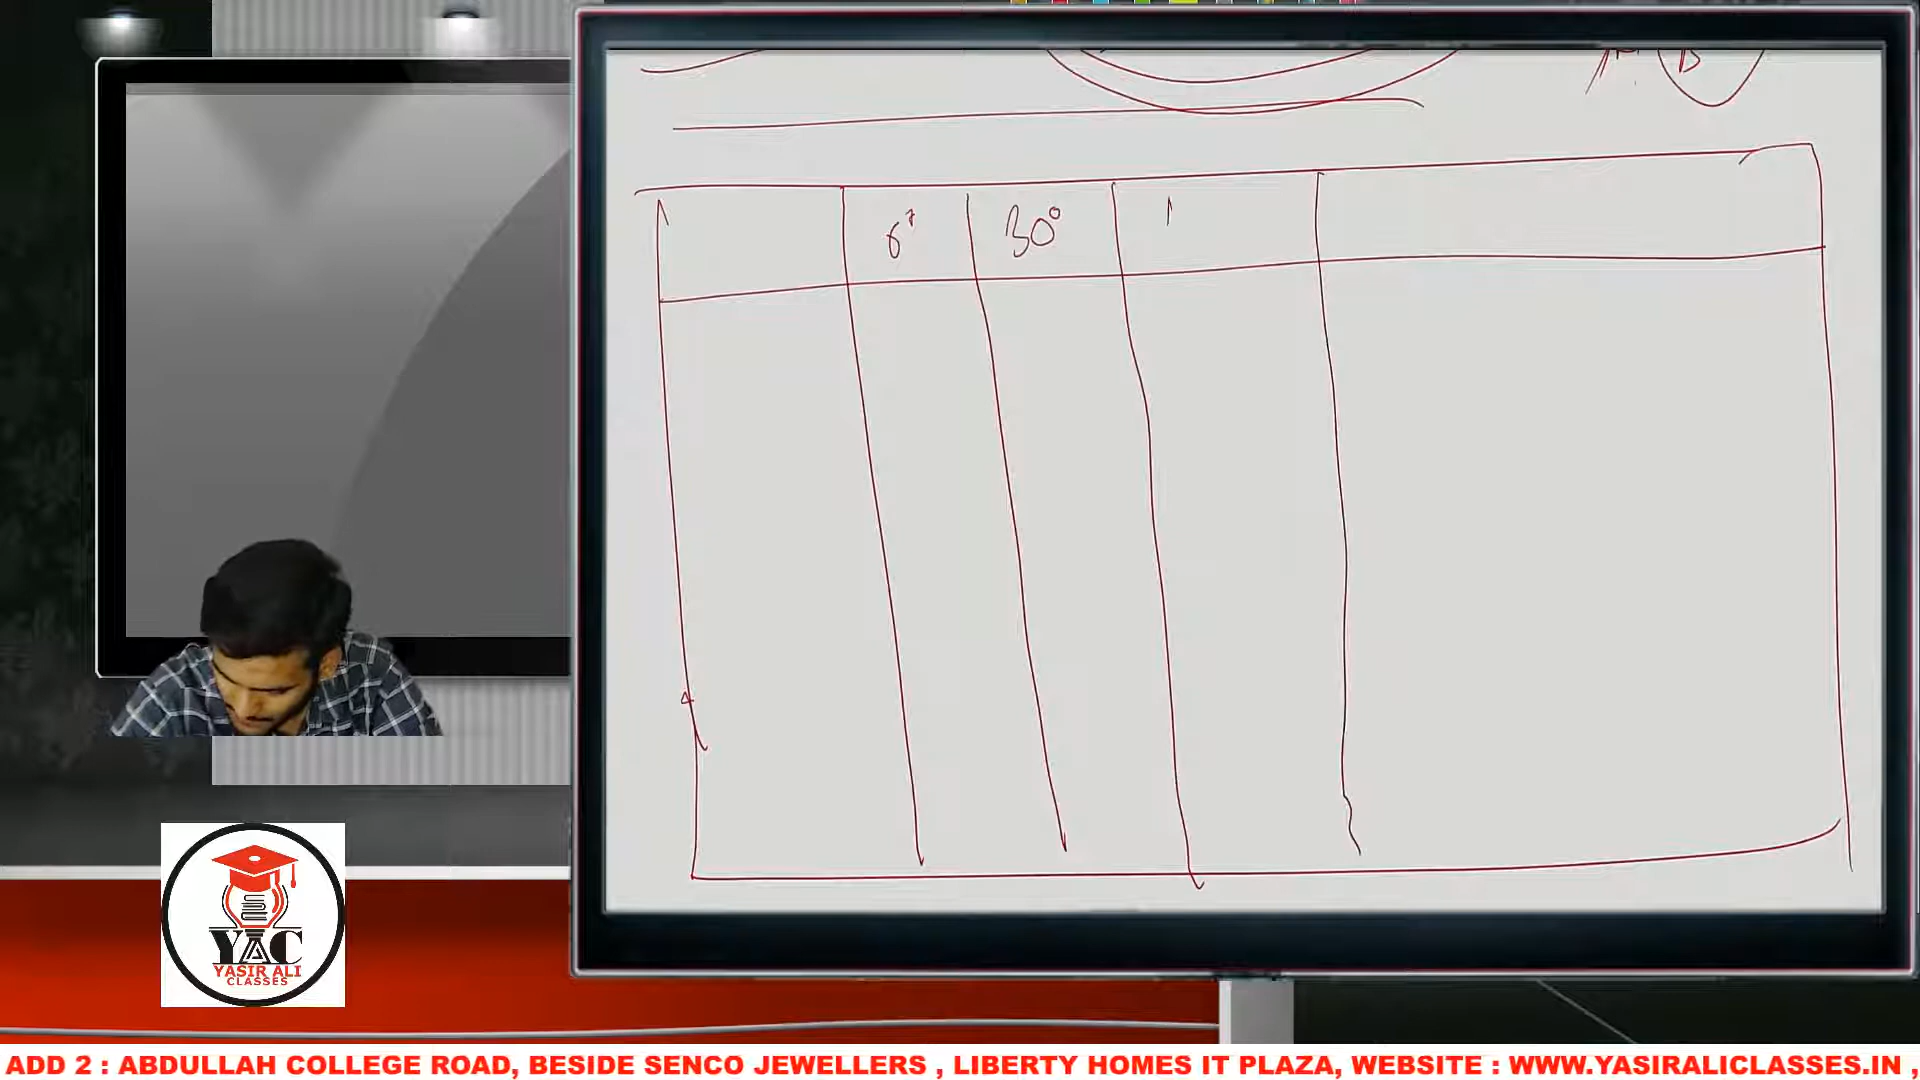 B
0° 30°
YAC
YASIR ALI
CLASSES
ADD 2 : ABDULLAH COLLEGE ROAD, BESIDE SENCO JEWELLERS , LIBERTY HOMES IT PLAZA, WEBSITE : WWW.YASIRALICLASSES.IN ,